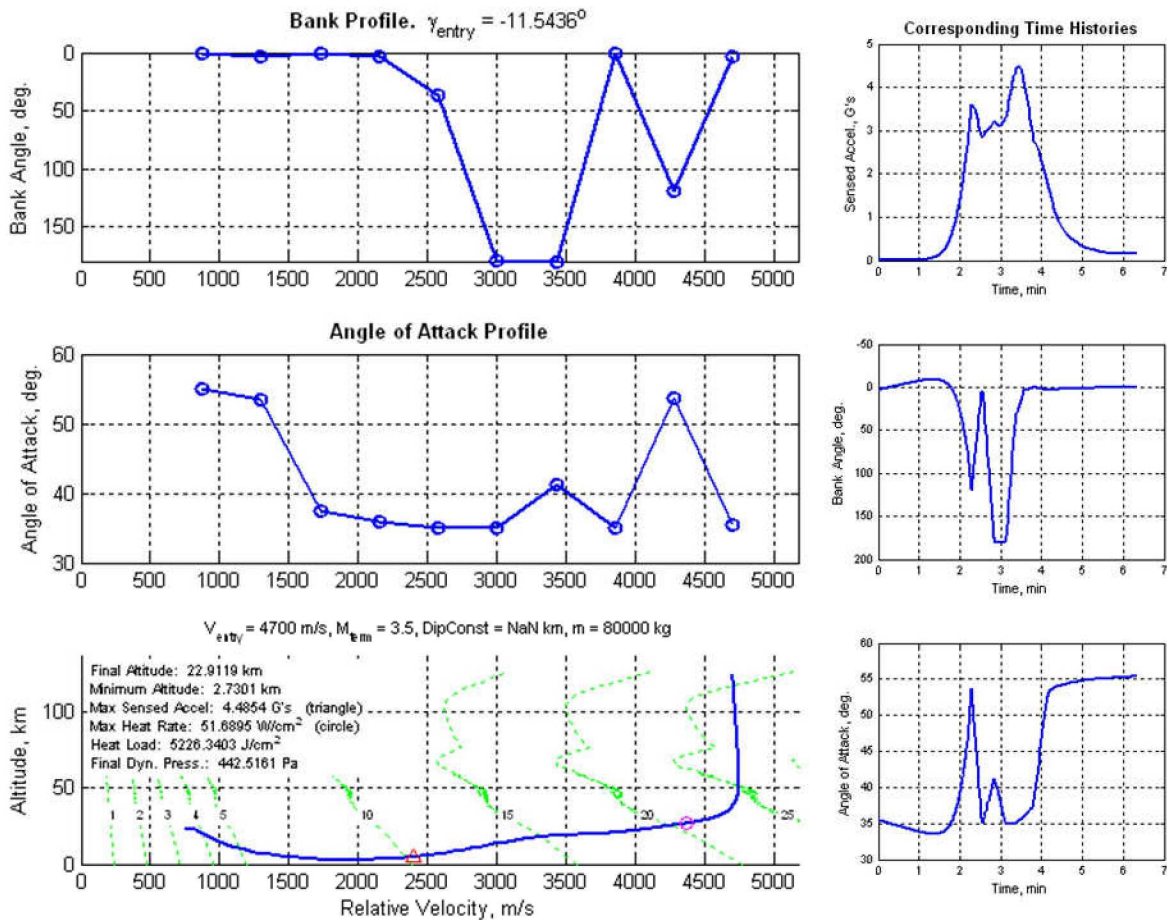 Bank Profile. γentry = -11.5436o
Bank Angle, deg.
0
50
100
150
0 500 1000 1500 2000 2500 3000 3500 4000 4500 5000
Angle of Attack Profile
Angle of Attack, deg.
60
50
40
30
0 500 1000 1500 2000 2500 3000 3500 4000 4500 5000
Ventry = 4700 m/s, Mterm = 3.5, DipConst = NaN km, m = 80000 kg
Final Altitude: 22.9119 km
Minimum Altitude: 2.7301 km
Max Sensed Accel: 4.4854 G's (triangle)
Max Heat Rate: 51.6895 W/cm2 (circle)
Heat Load: 5226.3403 J/cm2
Final Dyn. Press.: 442.5161 Pa
Altitude, km
100
50
0
1 2 3 4 5 10 15 20 25
0 500 1000 1500 2000 2500 3000 3500 4000 4500 5000
Relative Velocity, m/s
Corresponding Time Histories
Sensed Accel., G's
5
4
3
2
1
0
0 1 2 3 4 5 6 7
Time, min
Bank Angle, deg.
-50
0
50
100
150
200
0 1 2 3 4 5 6 7
Time, min
Angle of Attack, deg.
60
55
50
45
40
35
30
0 1 2 3 4 5 6 7
Time, min